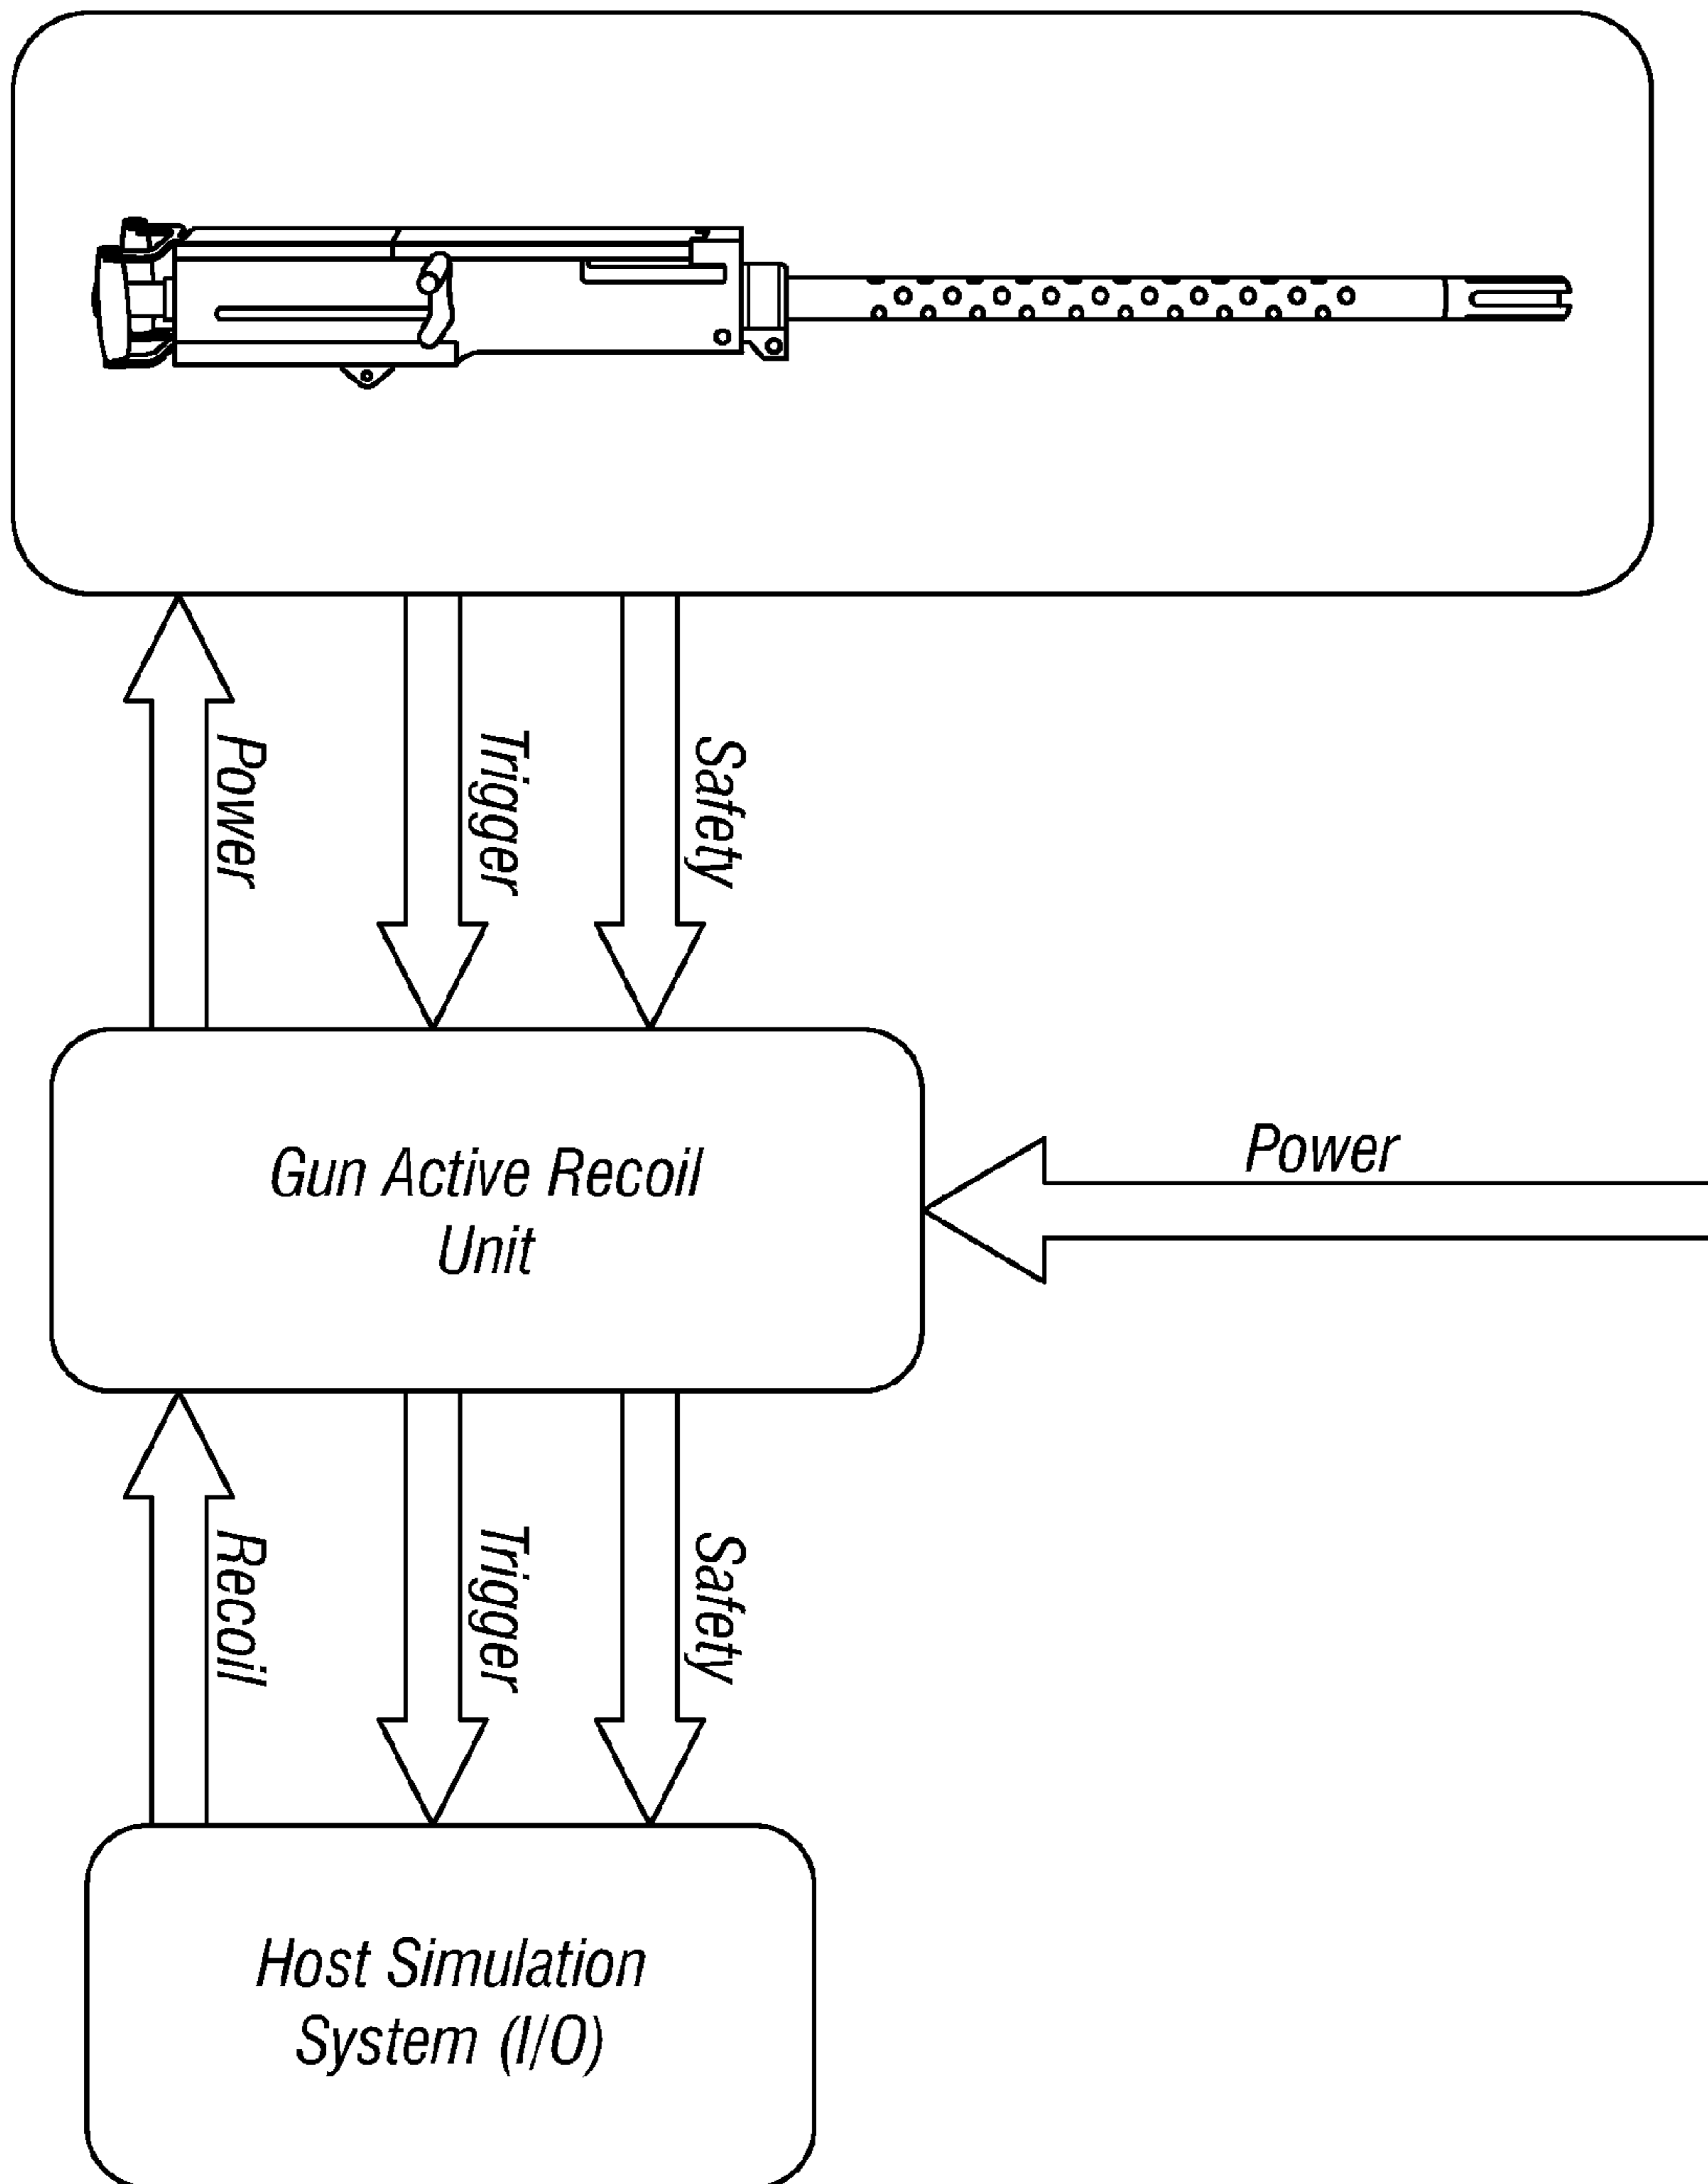 Power
Trigger
Safety
Gun Active Recoil
Unit
Power
Recoil
Trigger
Safety
Host Simulation
System (I/O)